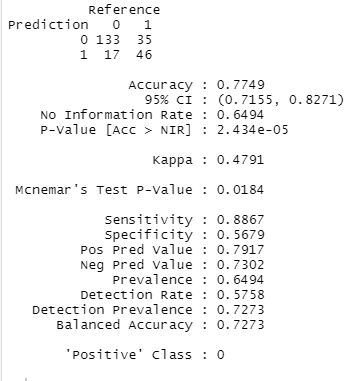 Reference
Prediction 0 1
0 133 35
1 17 46
Accuracy : 0.7749
95% CI : (0.7155, 0.8271)
No Information Rate : 0.6494
P-Value [Acc > NIR] : 2.434e-05
Kappa : 0.4791
Mcnemar's Test P-Value : 0.0184
Sensitivity : 0.8867
Specificity : 0.5679
Pos Pred Value : 0.7917
Neg Pred Value : 0.7302
Prevalence : 0.6494
Detection Rate : 0.5758
Detection Prevalence : 0.7273
Balanced Accuracy : 0.7273
'Positive' Class : 0